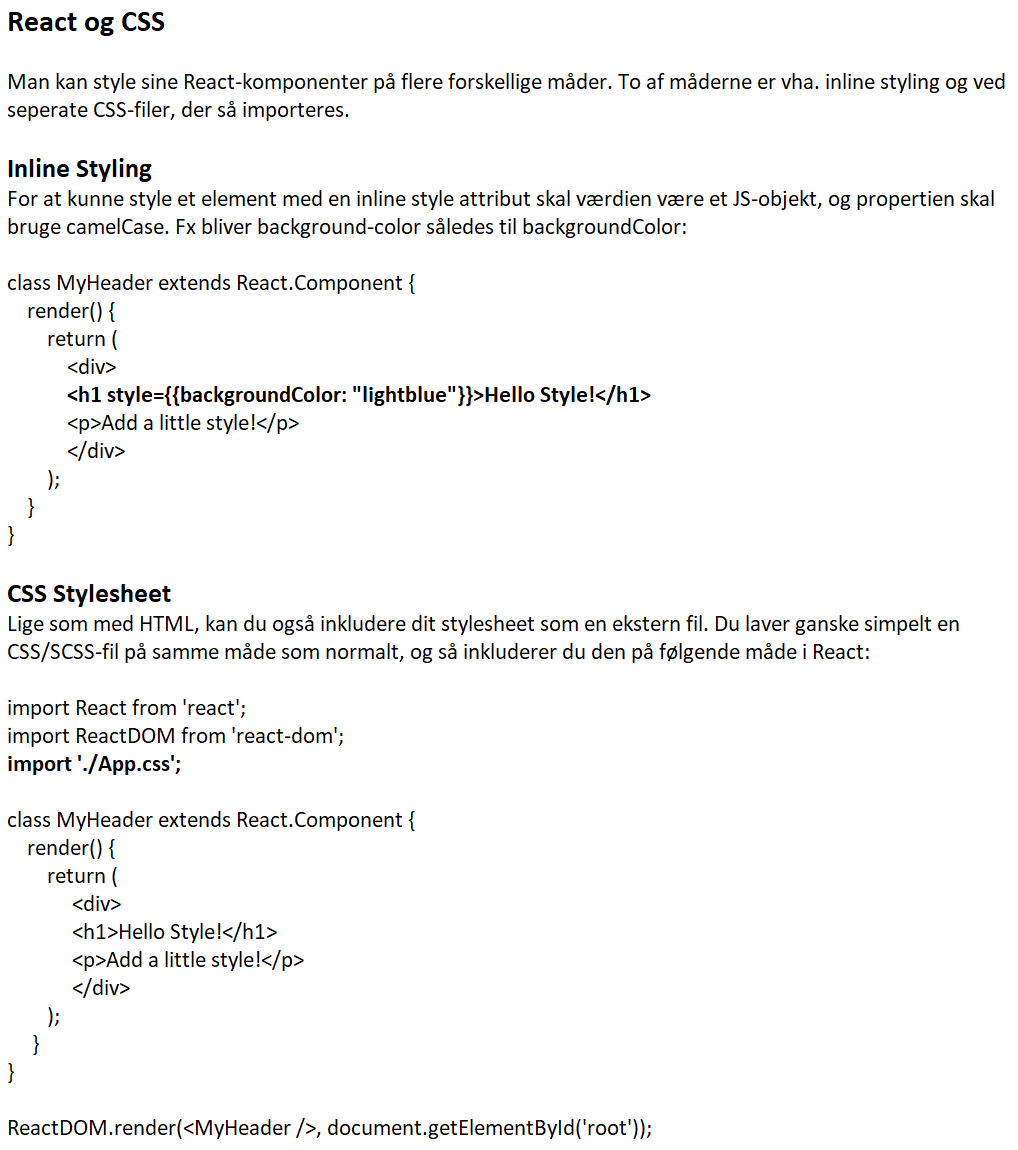 React og CSS
Man kan style sine React-komponenter på flere forskellige måder. To af måderne er vha. inline styling og ved
seperate CSS-filer, der så importeres.
Inline Styling
For at kunne style et element med en inline style attribut skal værdien være et JS-objekt, og propertien skal
bruge camelCase. Fx bliver background-color således til backgroundColor:
class MyHeader extends React.Component {
render() {
return (
<div>
<h1 style={{backgroundColor: "lightblue"}}>Hello Style!</h1>
<p>Add a little style!</p>
</div>
);
}
}
CSS Stylesheet
Lige som med HTML, kan du også inkludere dit stylesheet som en ekstern fil. Du laver ganske simpelt en
CSS/SCSS-fil på samme måde som normalt, og så inkluderer du den på følgende måde i React:
import React from 'react';
import ReactDOM from 'react-dom';
import './App.css';
class MyHeader extends React.Component {
render() {
return (
<div>
<h1>Hello Style!</h1>
<p>Add a little style!</p>
</div>
);
}
}
ReactDOM.render(<MyHeader />, document.getElementById('root'));